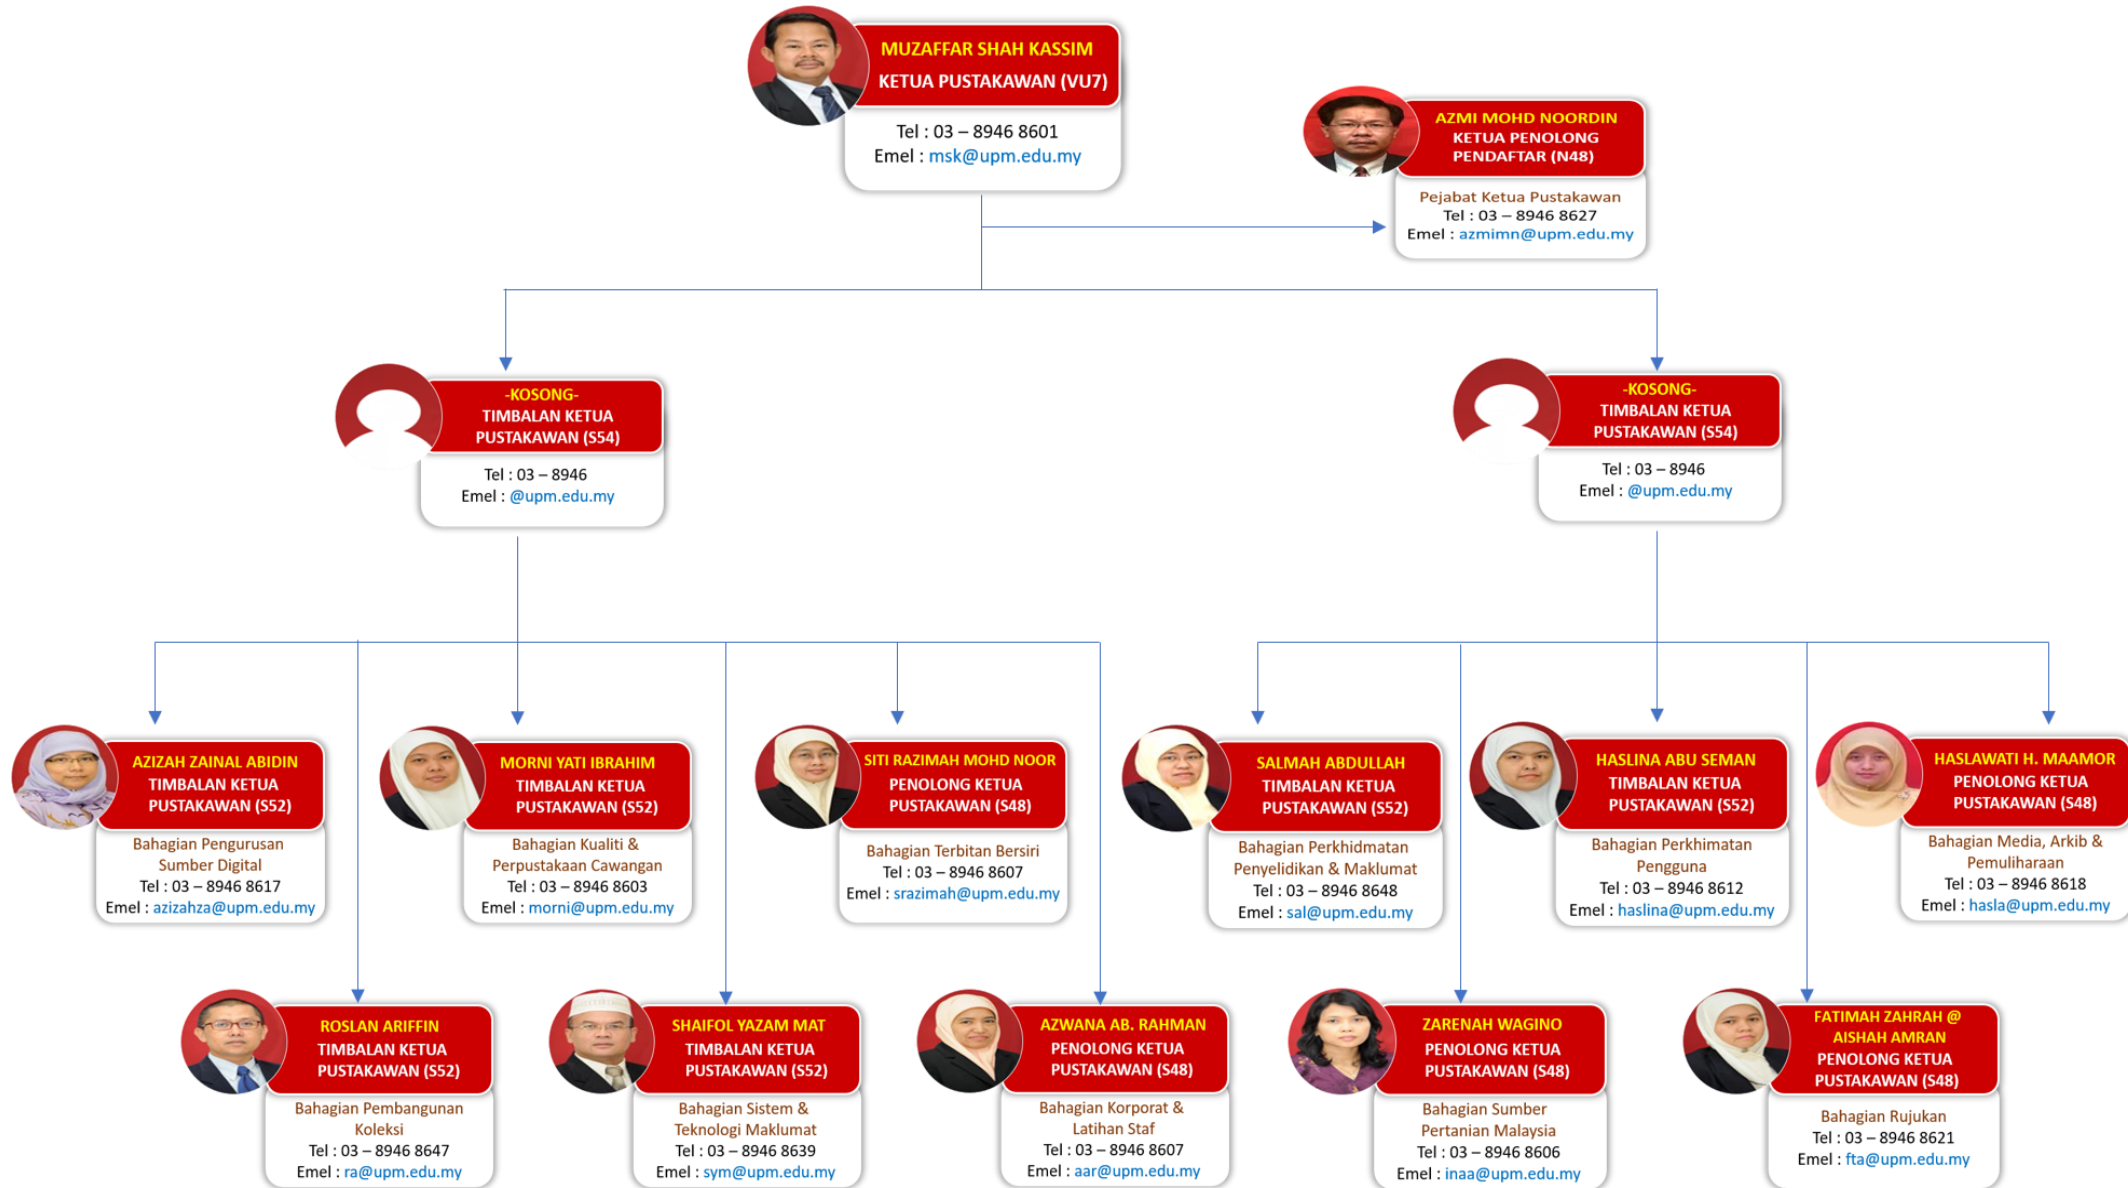 MUZAFFAR SHAH KASSIM
KETUA PUSTAKAWAN (VU7)
Tel : 03 – 8946 8601
Emel : msk@upm.edu.my
AZMI MOHD NOORDIN
KETUA PENOLONG
PENDAFTAR (N48)
Pejabat Ketua Pustakawan
Tel : 03 – 8946 8627
Emel : azmimn@upm.edu.my
-KOSONG-
TIMBALAN KETUA
PUSTAKAWAN (S54)
Tel : 03 – 8946
Emel : @upm.edu.my
-KOSONG-
TIMBALAN KETUA
PUSTAKAWAN (S54)
Tel : 03 – 8946
Emel : @upm.edu.my
AZIZAH ZAINAL ABIDIN
TIMBALAN KETUA
PUSTAKAWAN (S52)
Bahagian Pengurusan
Sumber Digital
Tel : 03 – 8946 8617
Emel : azizahza@upm.edu.my
MORNI YATI IBRAHIM
TIMBALAN KETUA
PUSTAKAWAN (S52)
Bahagian Kualiti &
Perpustakaan Cawangan
Tel : 03 – 8946 8603
Emel : morni@upm.edu.my
SITI RAZIMAH MOHD NOOR
PENOLONG KETUA
PUSTAKAWAN (S48)
Bahagian Terbitan Bersiri
Tel : 03 – 8946 8607
Emel : srazimah@upm.edu.my
SALMAH ABDULLAH
TIMBALAN KETUA
PUSTAKAWAN (S52)
Bahagian Perkhidmatan
Penyelidikan & Maklumat
Tel : 03 – 8946 8648
Emel : sal@upm.edu.my
HASLINA ABU SEMAN
TIMBALAN KETUA
PUSTAKAWAN (S52)
Bahagian Perkhimatan
Pengguna
Tel : 03 – 8946 8612
Emel : haslina@upm.edu.my
HASLAWATI H. MAAMOR
PENOLONG KETUA
PUSTAKAWAN (S48)
Bahagian Media, Arkib &
Pemuliharaan
Tel : 03 – 8946 8618
Emel : hasla@upm.edu.my
ROSLAN ARIFFIN
TIMBALAN KETUA
PUSTAKAWAN (S52)
Bahagian Pembangunan
Koleksi
Tel : 03 – 8946 8647
Emel : ra@upm.edu.my
SHAIFOL YAZAM MAT
TIMBALAN KETUA
PUSTAKAWAN (S52)
Bahagian Sistem &
Teknologi Maklumat
Tel : 03 – 8946 8639
Emel : sym@upm.edu.my
AZWANA AB. RAHMAN
PENOLONG KETUA
PUSTAKAWAN (S48)
Bahagian Korporat &
Latihan Staf
Tel : 03 – 8946 8607
Emel : aar@upm.edu.my
ZARENAH WAGINO
PENOLONG KETUA
PUSTAKAWAN (S48)
Bahagian Sumber
Pertanian Malaysia
Tel : 03 – 8946 8606
Emel : inaa@upm.edu.my
FATIMAH ZAHRAH @
AISHAH AMRAN
PENOLONG KETUA
PUSTAKAWAN (S48)
Bahagian Rujukan
Tel : 03 – 8946 8621
Emel : fta@upm.edu.my